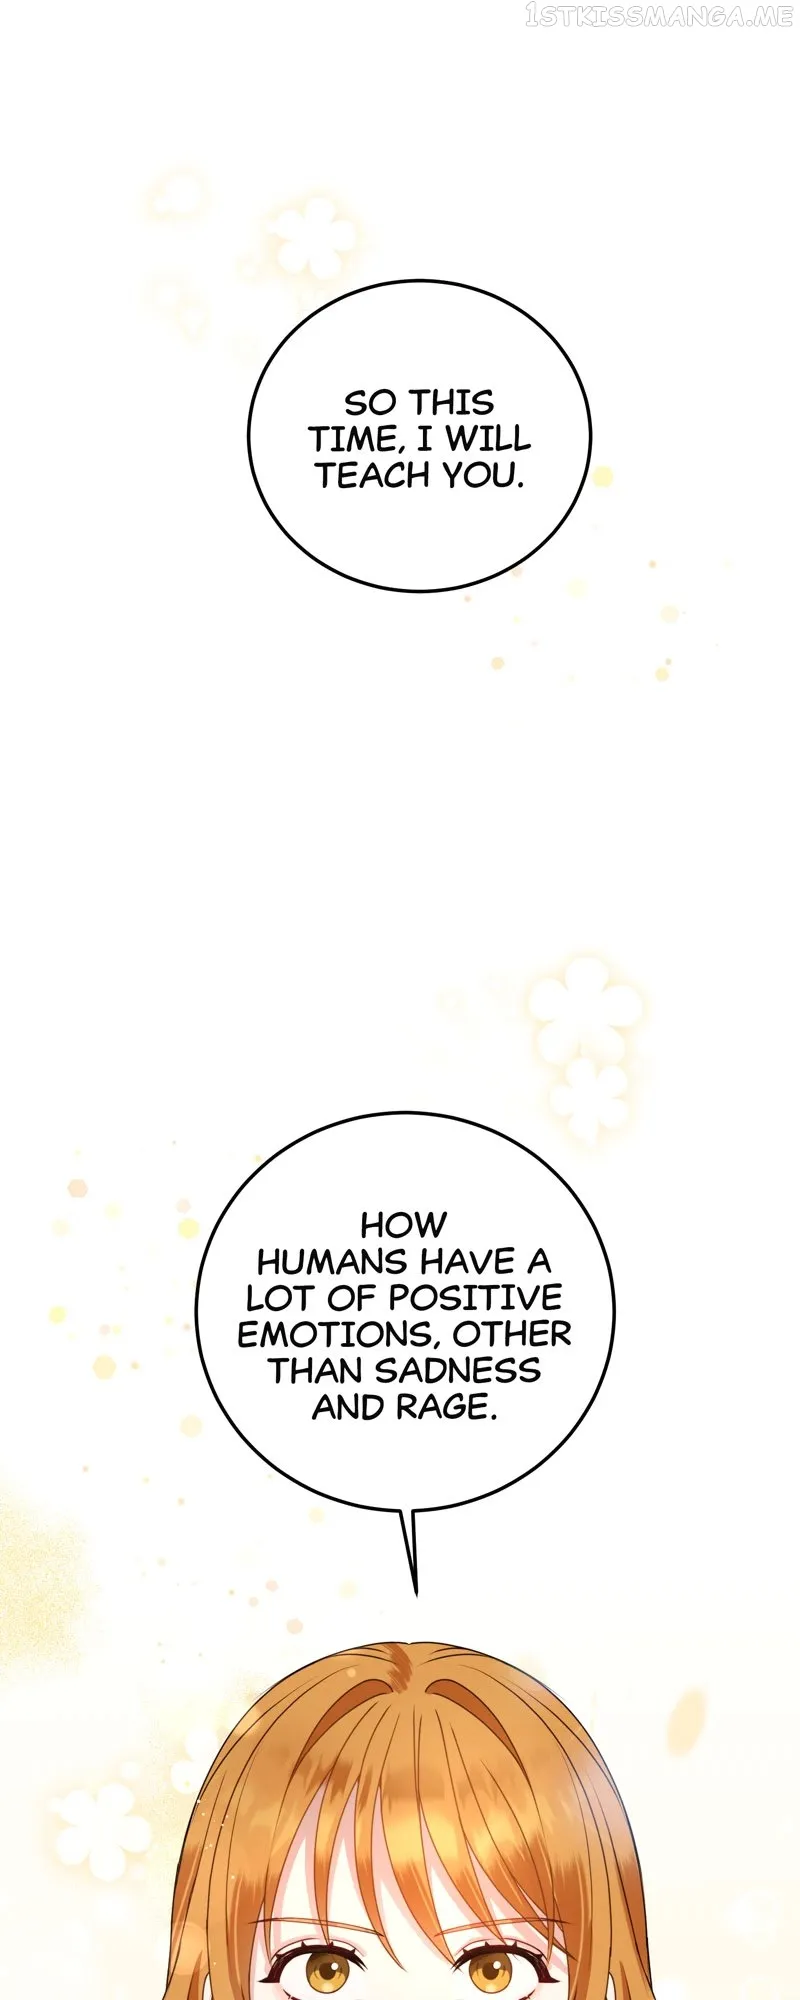 1STKISSMANGA.ME
SO THIS
TIME, I WILL
TEACH YOU.
HOW
HUMANS HAVE A
LOT OF POSITIVE
EMOTIONS, OTHER
THAN SADNESS
AND RAGE.